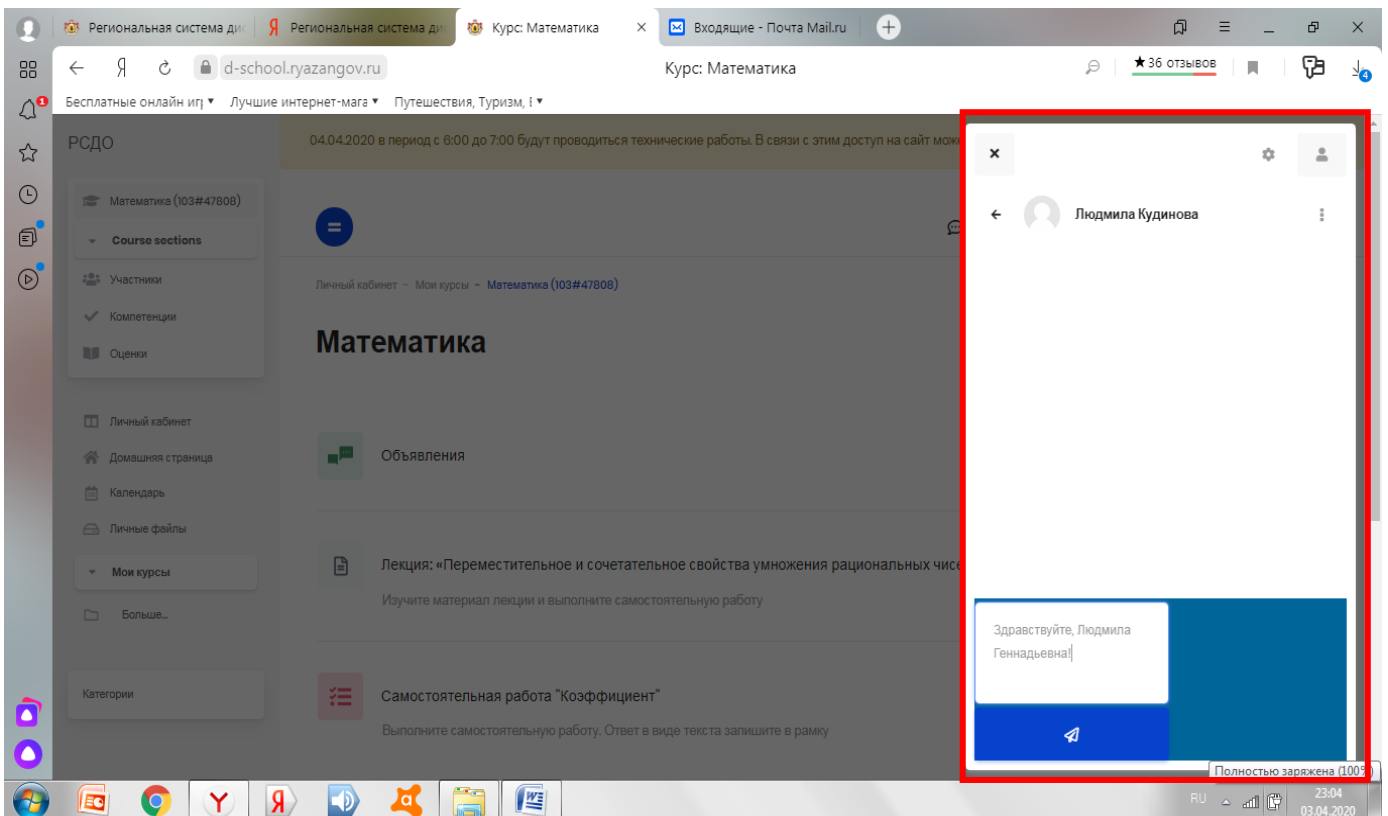 Региональная система дис
Я Региональная система ди
Курс: Математика
Входящие - Почта Mail.ru
Я
d-school.ryazangov.ru
Курс: Математика
★36 отзывов
4
Бесплатные онлайн иг
Лучшие интернет-мага
Путешествия, Туризм,
РСДО
04.04.2020 в период с 6:00 до 7:00 будут проводиться технические работы. В связи с этим доступ на сайт може
Математика (103#47808)
Course sections
Участники
Компетенции
Оценки
Личный кабинет
Домашняя страница
Календарь
Личные файлы
Мои курсы
Больше...
Категории
Личный кабинет - Мои курсы - Математика (103#47808)
Математика
Объявления
Лекция: «Переместительное и сочетательное свойства умножения рациональных чисе
Изучите материал лекции и выполните самостоятельную работу
Самостоятельная работа "Коэффициент"
Выполните самостоятельную работу. Ответ в виде текста запишите в рамку
Людмила Кудинова
Здравствуйте, Людмила
Геннадьевна!
Полностью заряжена (100%)
RU
23:04
03.04.2020